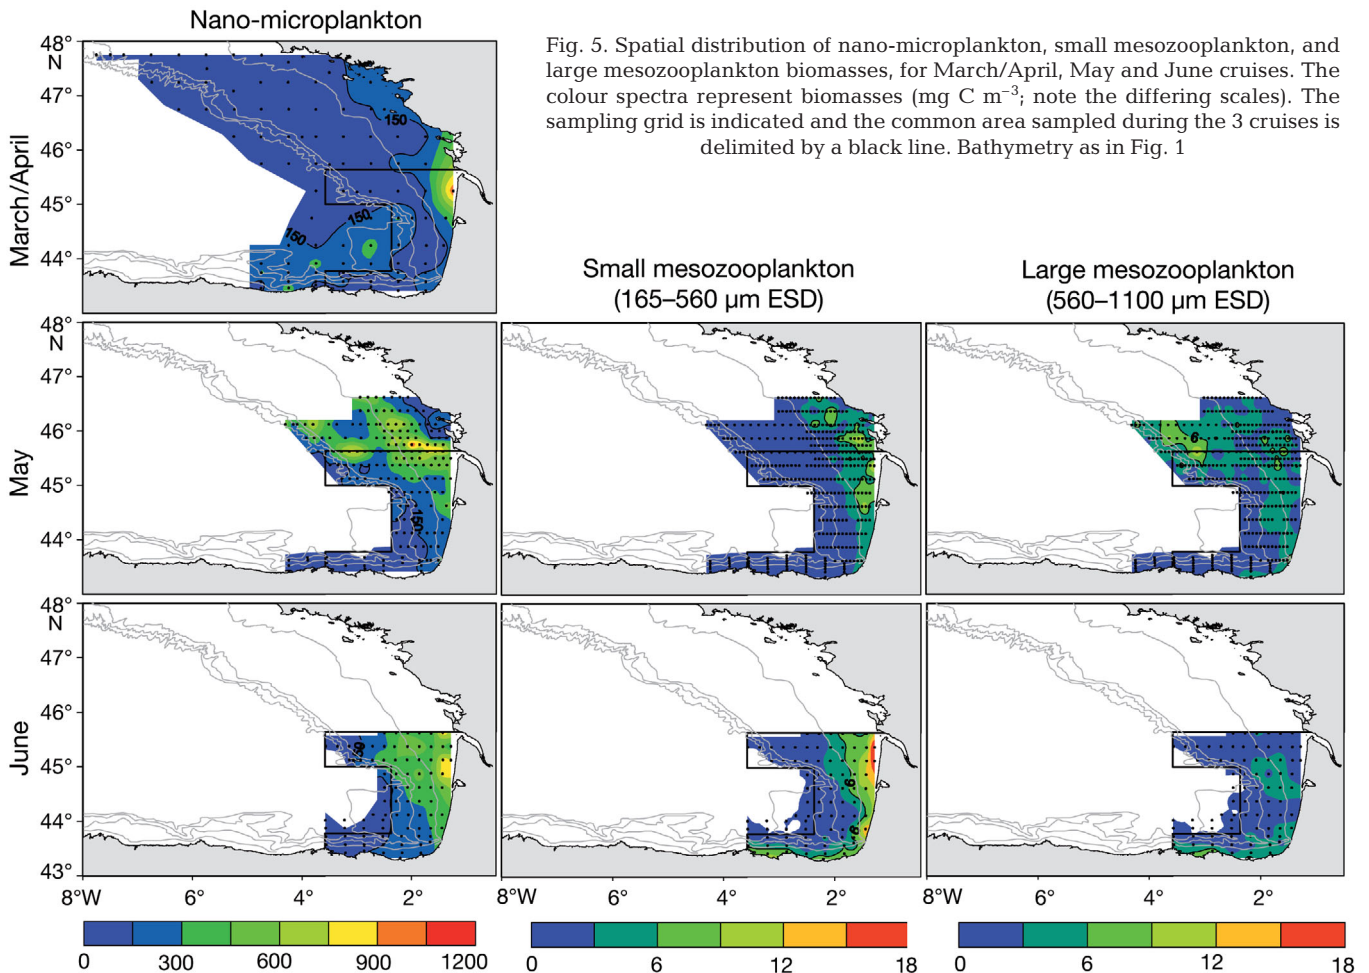 Nano-microplankton
Fig. 5. Spatial distribution of nano-microplankton, small mesozooplankton, and
large mesozooplankton biomasses, for March/April, May and June cruises. The
colour spectra represent biomasses (mg C m⁻³; note the differing scales). The
sampling grid is indicated and the common area sampled during the 3 cruises is
delimited by a black line. Bathymetry as in Fig. 1
March/April
48°
N
47°
46°
45°
44°
150
150
150
Small mesozooplankton
(165–560 µm ESD)
Large mesozooplankton
(560–1100 µm ESD)
May
48°
N
47°
46°
45°
44°
150
6
June
48°
N
47°
46°
45°
44°
43°
150
6
6
8°W
6°
4°
2°
8°W
6°
4°
2°
8°W
6°
4°
2°
0
300
600
900
1200
0
6
12
18
0
6
12
18